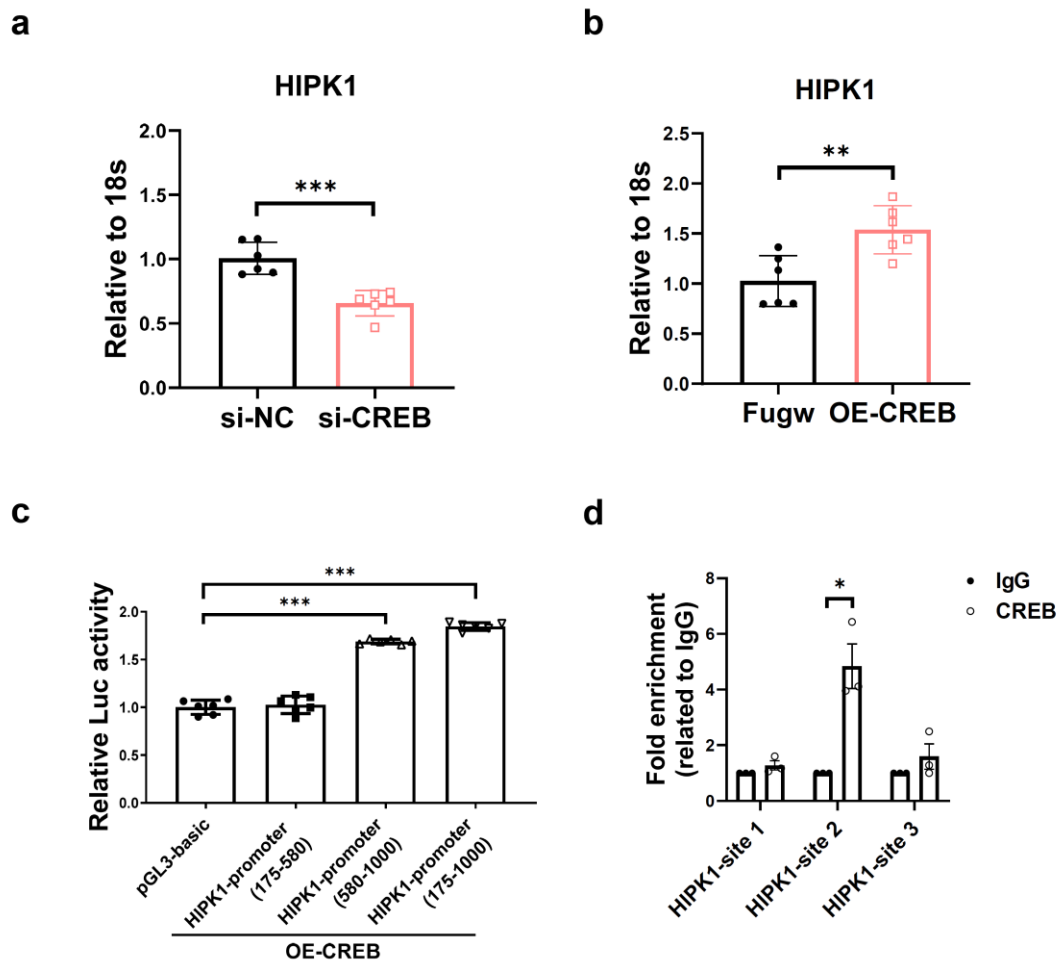 a
HIPK1
Relative to 18s
2.0
1.5
1.0
0.5
0.0
***
si-NC si-CREB
b
HIPK1
Relative to 18s
2.5
2.0
1.5
1.0
0.5
0.0
**
Fugw OE-CREB
c
Relative Luc activity
2.0
1.5
1.0
0.5
0.0
***
***
pGL3-basic
HIPK1-promoter
(175-580)
HIPK1-promoter
(580-1000)
HIPK1-promoter
(175-1000)
OE-CREB
d
Fold enrichment
(related to IgG)
8
6
4
2
0
*
IgG
CREB
HIPK1-site 1
HIPK1-site 2
HIPK1-site 3